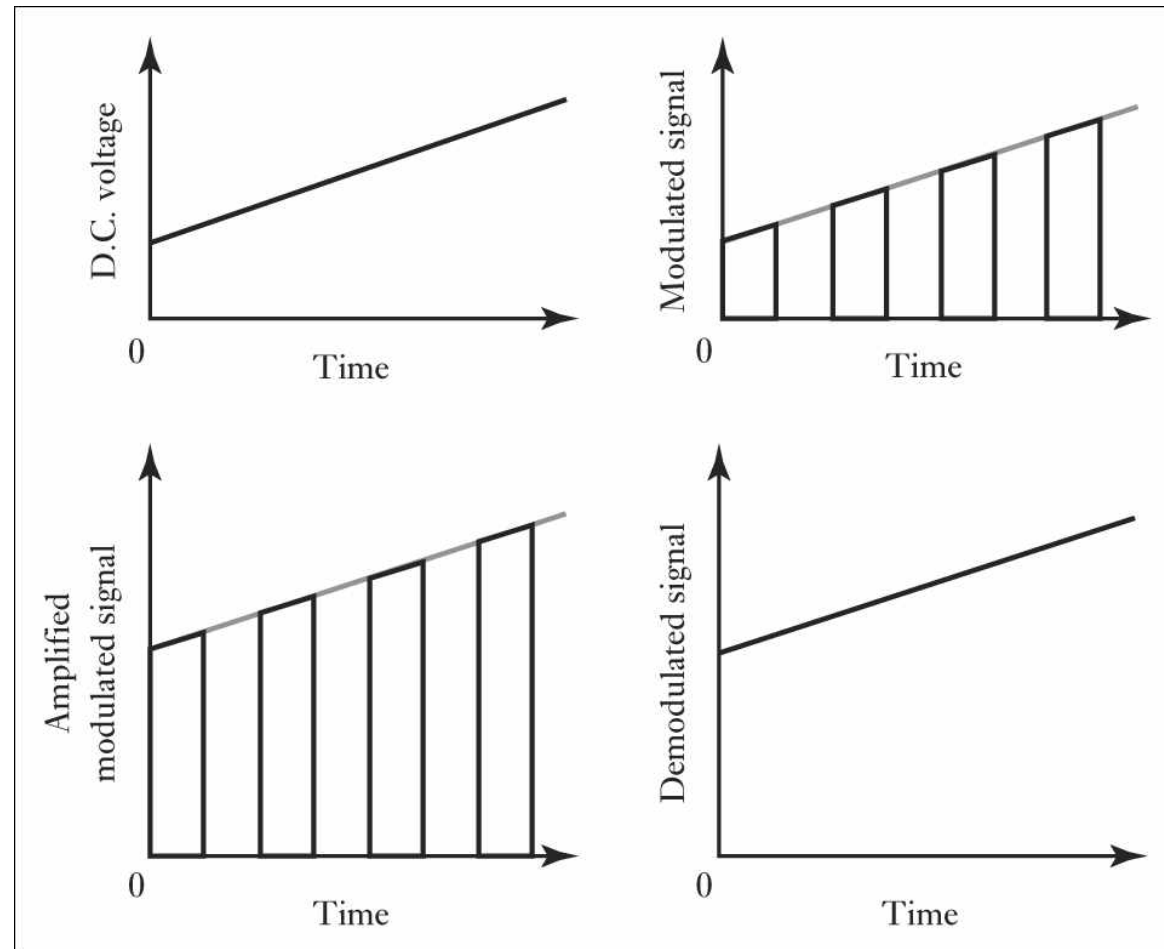 D.C. voltage
0
Time
Modulated signal
0
Time
Amplified
modulated signal
0
Time
Demodulated signal
0
Time